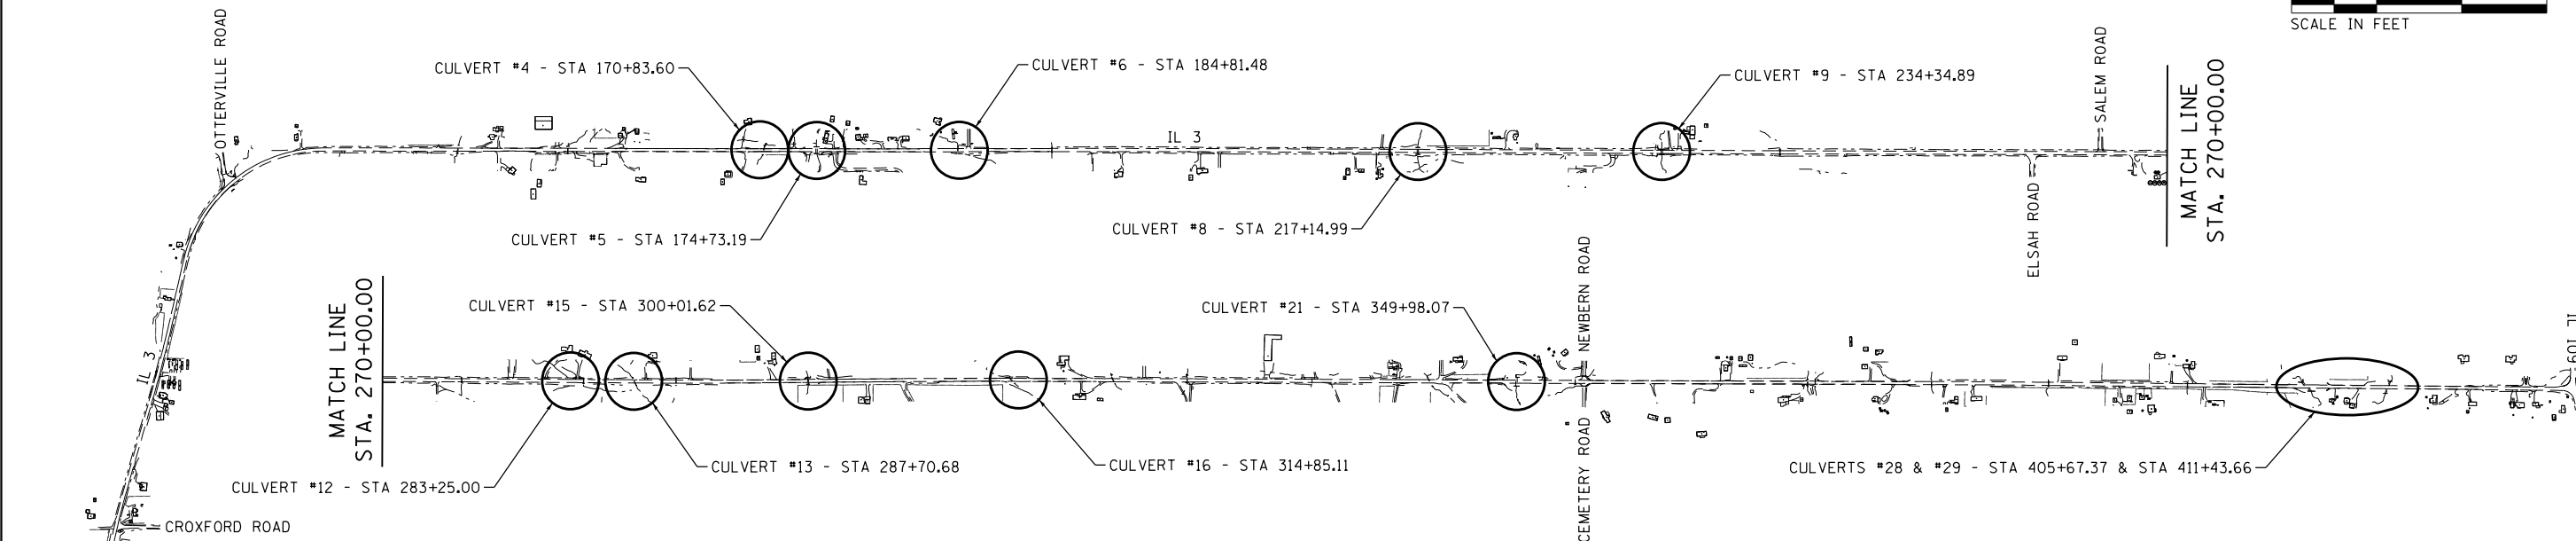 SCALE IN FEET
OTTERVILLE ROAD
CULVERT #4 - STA 170+83.60
CULVERT #6 - STA 184+81.48
CULVERT #9 - STA 234+34.89
SALEM ROAD
MATCH LINE
STA. 270+00.00
IL 3
CULVERT #5 - STA 174+73.19
CULVERT #8 - STA 217+14.99
ELSAH ROAD
NEWBERN ROAD
IL 3
MATCH LINE
STA. 270+00.00
CULVERT #15 - STA 300+01.62
CULVERT #21 - STA 349+98.07
IL 109
CULVERT #12 - STA 283+25.00
CULVERT #13 - STA 287+70.68
CULVERT #16 - STA 314+85.11
CEMETERY ROAD
CULVERTS #28 & #29 - STA 405+67.37 & STA 411+43.66
CROXFORD ROAD